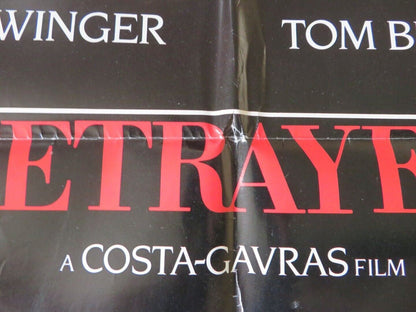 WINGER TOM B
ETRAYE
A COSTA-GAVRAS FILM